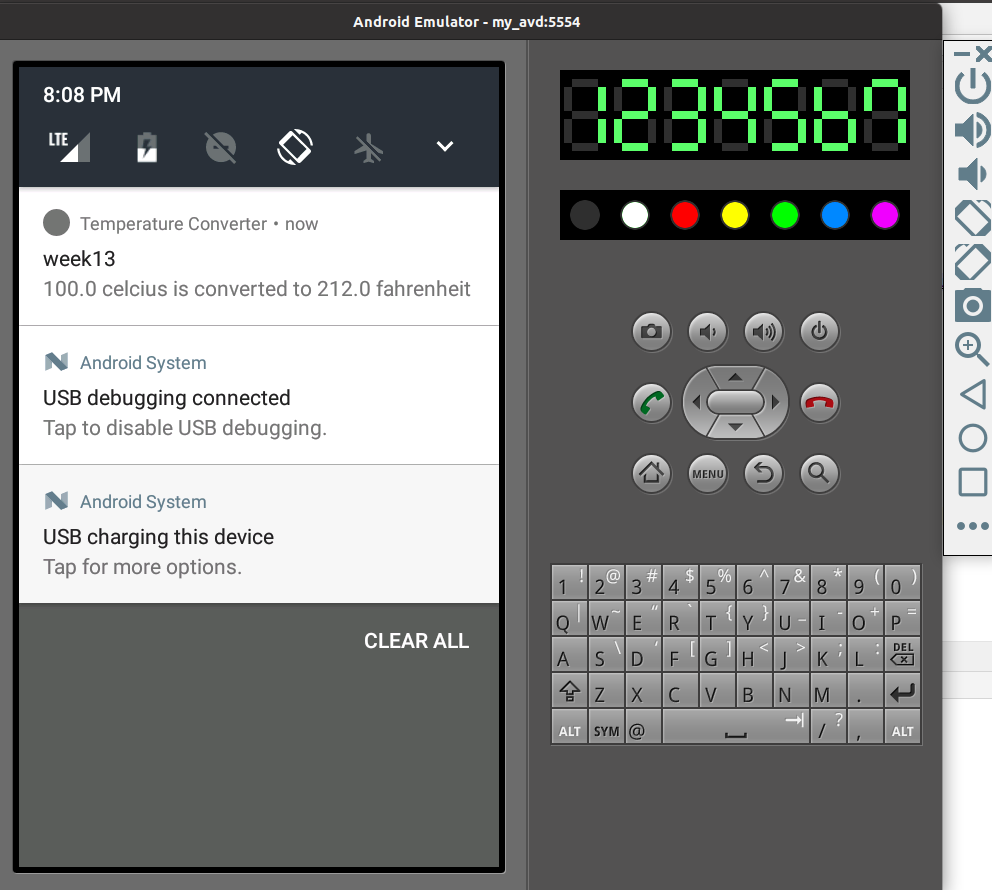 Android Emulator - my_avd:5554
8:08 PM
LTE
Temperature Converter • now
week13
100.0 celcius is converted to 212.0 fahrenheit
Android System
USB debugging connected
Tap to disable USB debugging.
Android System
USB charging this device
Tap for more options.
CLEAR ALL
1234567
MENU
1 ! 2 @ 3 # 4 $ 5 % 6 ^ 7 & 8 * 9 ( 0 )
Q | W ~ E “ R ` T { Y } U _ I - O + P =
A S \ D ‘ F [ G ] H < J > K ; L : DEL
Z X C V B N M .
ALT SYM @ / ? , ALT